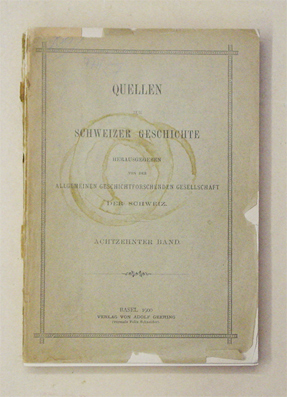 QUELLEN
ZUR
SCHWEIZER GESCHICHTE
HERAUSGEGEBEN
VON DER
ALLGEMEINEN GESCHICHTFORSCHENDEN GESELLSCHAFT
DER SCHWEIZ.
ACHTZEHNTER BAND
BASEL
VERLAG VON ADOLF GEERING